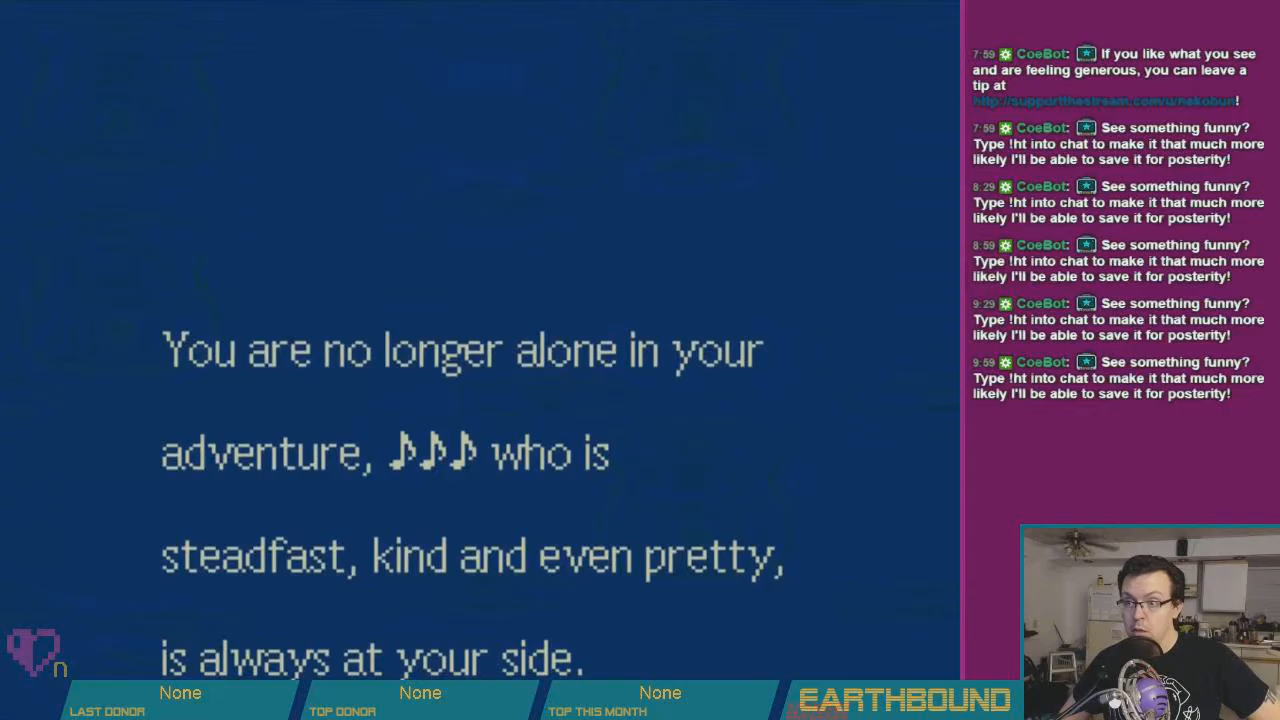 You are no longer alone in your
adventure, ♪♪♪ who is
steadfast, kind and even pretty,
is always at your side.
7:59 CoeBot: If you like what you see
and are feeling generous, you can leave a
tip at
http://supportthestream.com/u/nekobun!
7:59 CoeBot: See something funny?
Type !ht into chat to make it that much more
likely I'll be able to save it for posterity!
8:29 CoeBot: See something funny?
Type !ht into chat to make it that much more
likely I'll be able to save it for posterity!
8:59 CoeBot: See something funny?
Type !ht into chat to make it that much more
likely I'll be able to save it for posterity!
9:29 CoeBot: See something funny?
Type !ht into chat to make it that much more
likely I'll be able to save it for posterity!
9:59 CoeBot: See something funny?
Type !ht into chat to make it that much more
likely I'll be able to save it for posterity!
n
None
LAST DONOR
None
TOP DONOR
None
TOP THIS MONTH
EARTHBOUND